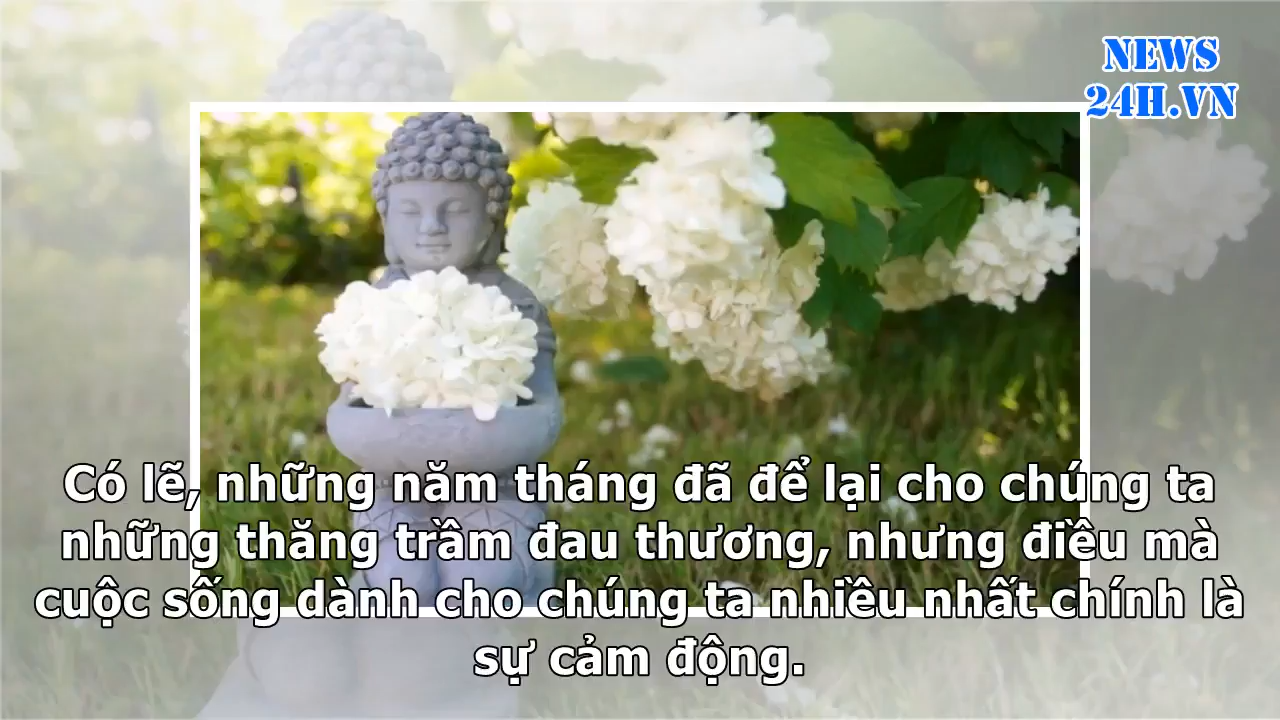 NEWS
24H.VN
Có lẽ, những năm tháng đã để lại cho chúng ta
những thăng trầm đau thương, nhưng điều mà
cuộc sống dành cho chúng ta nhiều nhất chính là
sự cảm động.